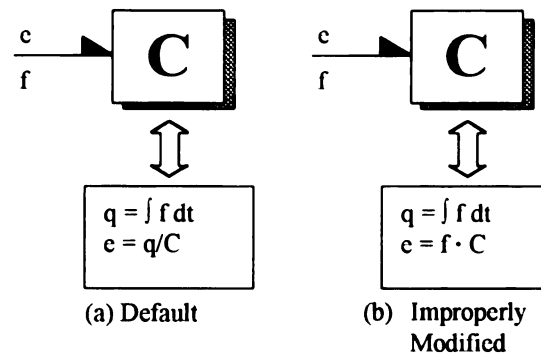 e
f
C
q = ∫ f dt
e = q/C
(a) Default
e
f
C
q = ∫ f dt
e = f · C
(b) Improperly
Modified